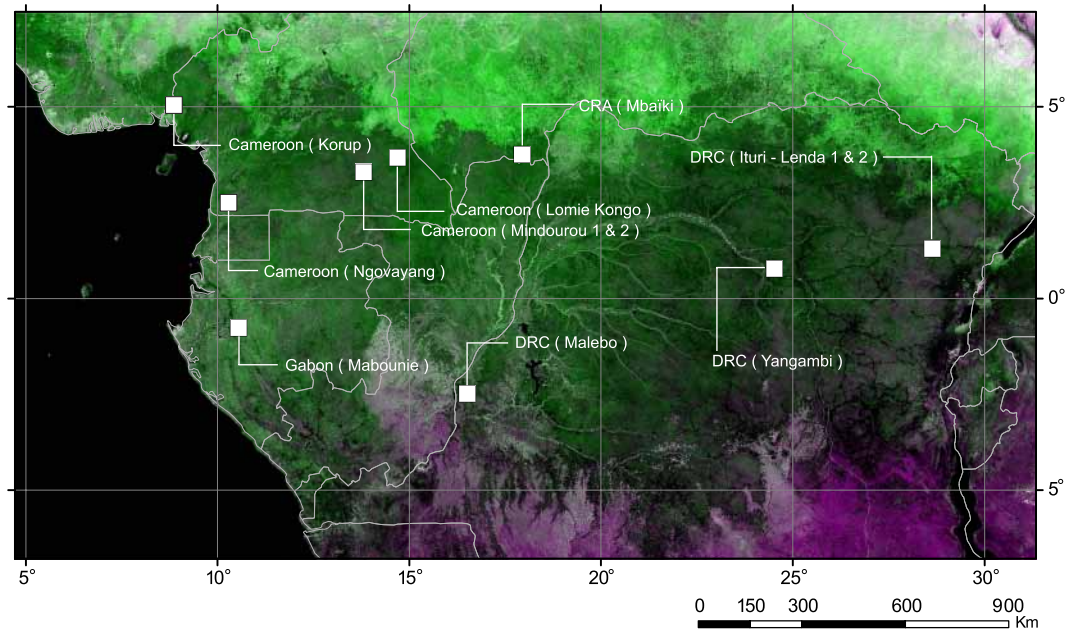 CRA ( Mbaïki )
5°
Cameroon ( Korup )
DRC ( Ituri - Lenda 1 & 2 )
Cameroon ( Lomie Kongo )
Cameroon ( Mindourou 1 & 2 )
Cameroon ( Ngovayang )
0°
DRC ( Malebo )
Gabon ( Mabounie )
DRC ( Yangambi )
5°
5° 10° 15° 20° 25° 30°
0 150 300 600 900
Km